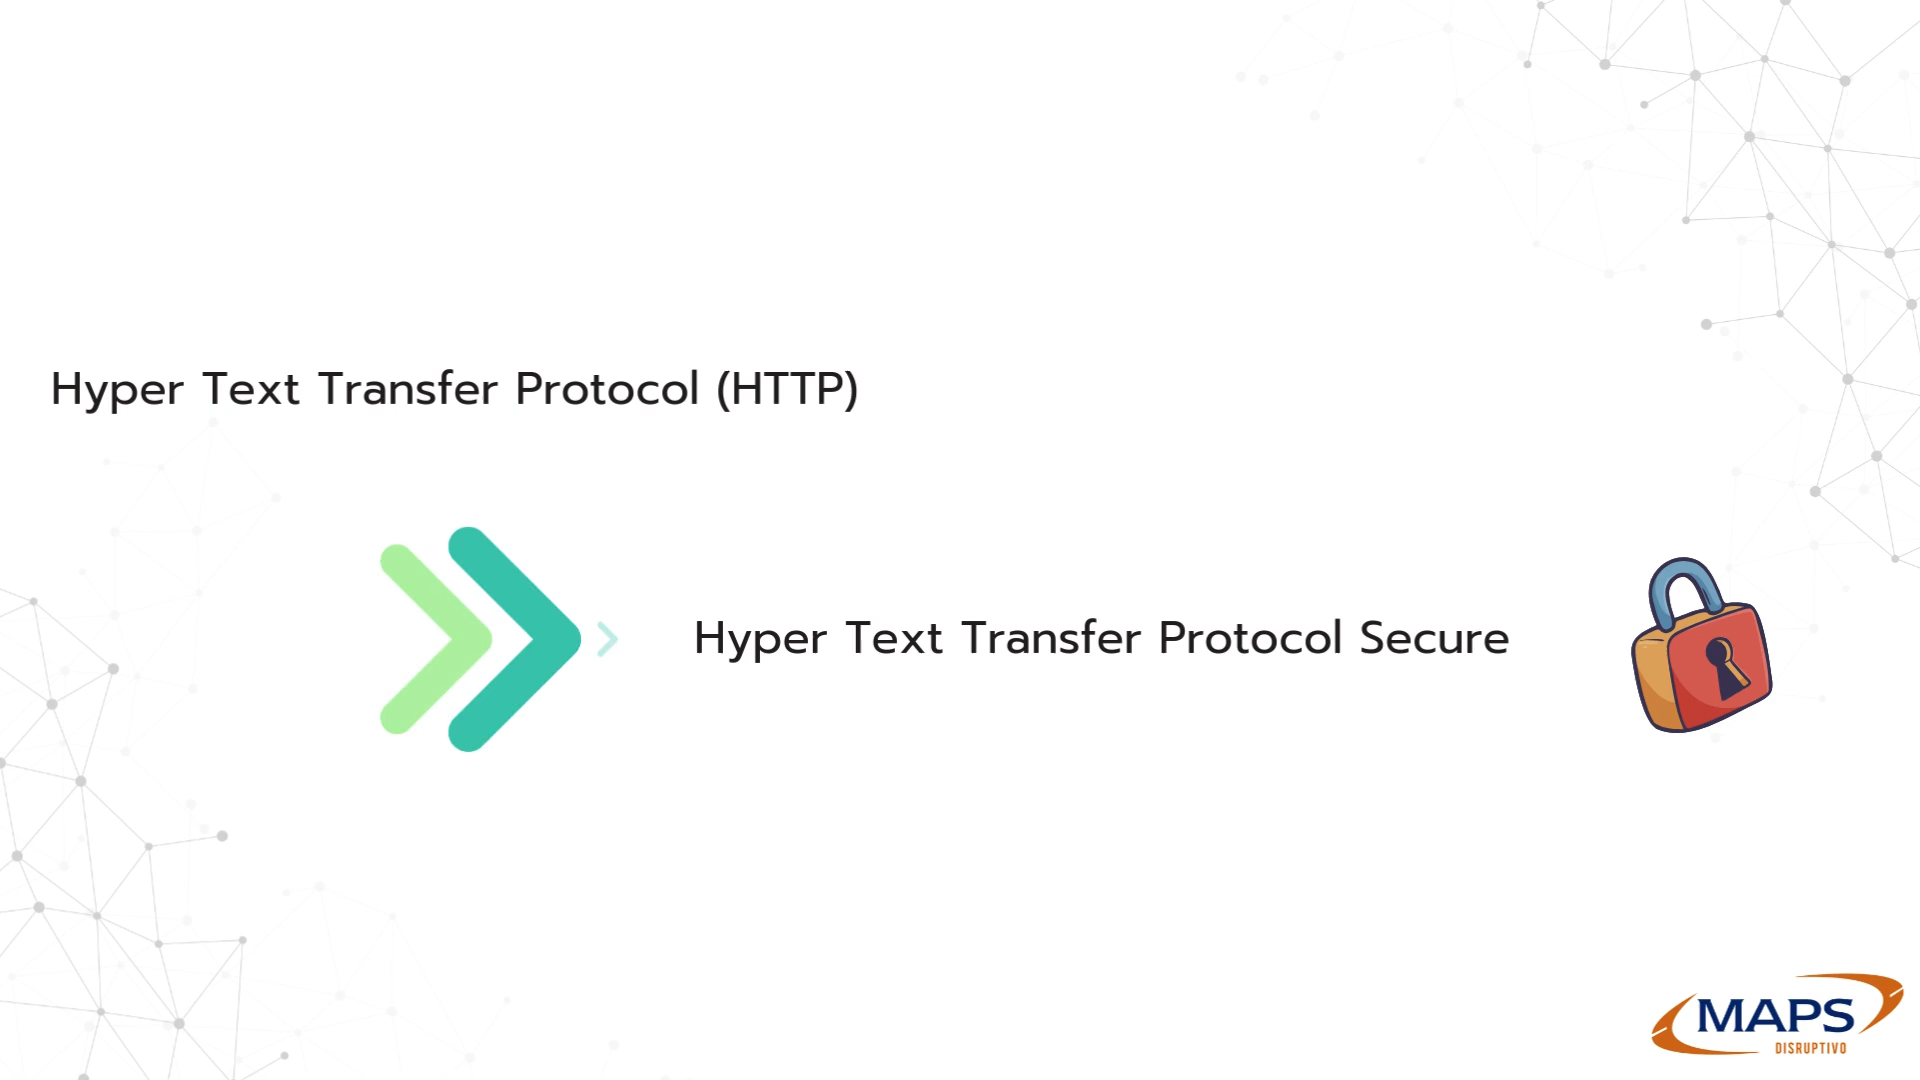 Hyper Text Transfer Protocol (HTTP)
Hyper Text Transfer Protocol Secure
MAPS
DISRUPTIVO